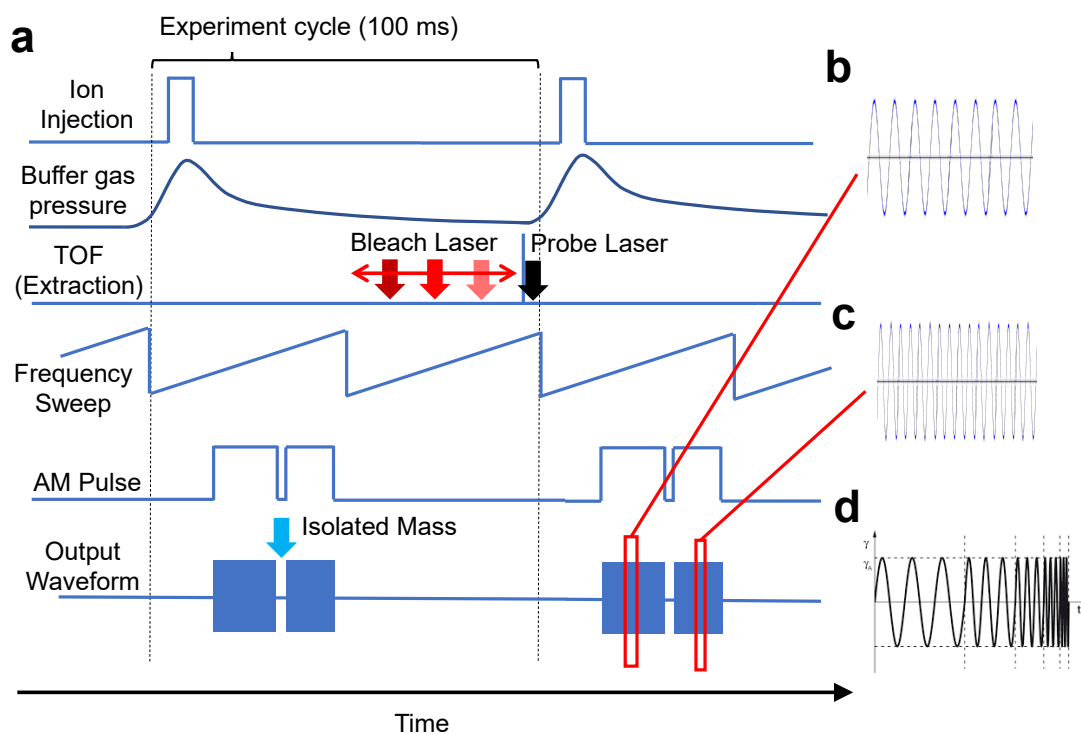 a
Experiment cycle (100 ms)
Ion
Injection
Buffer gas
pressure
TOF
(Extraction)
Bleach Laser
Probe Laser
Frequency
Sweep
AM Pulse
Isolated Mass
Output
Waveform
Time
b
c
d
γ
γA
t